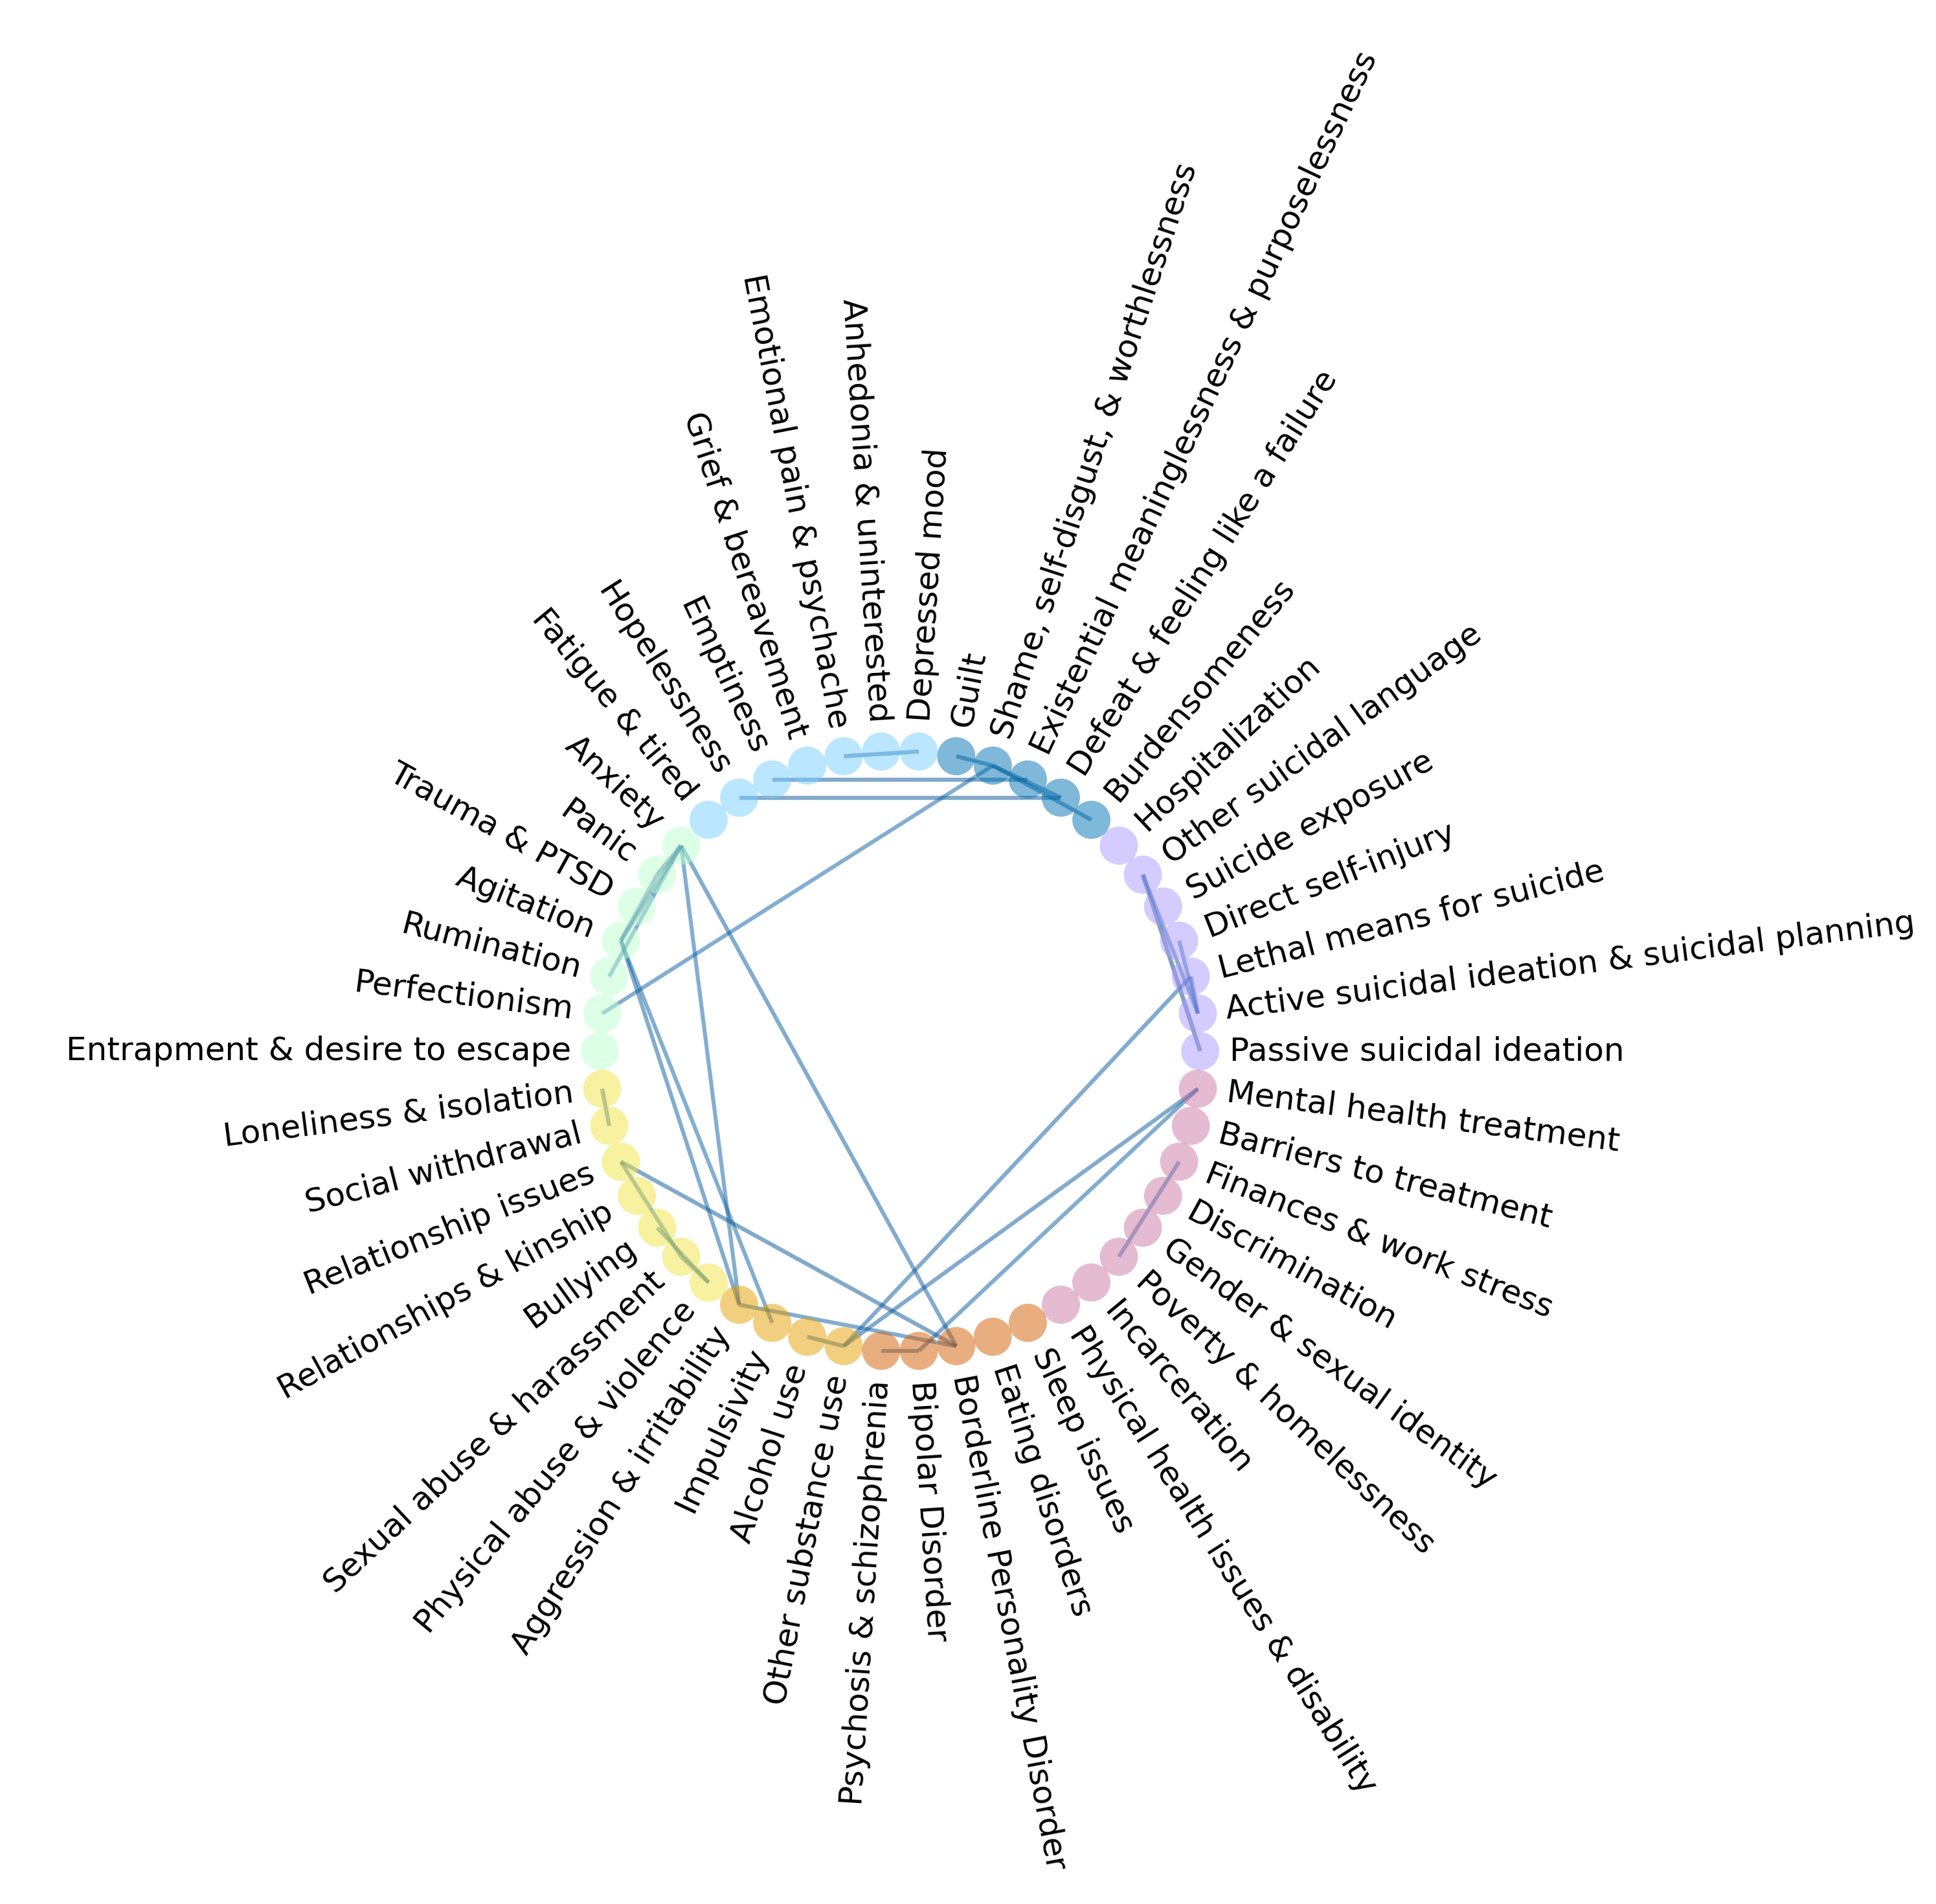 Passive suicidal ideation
Active suicidal ideation & suicidal planning
Lethal means for suicide
Direct self-injury
Suicide exposure
Other suicidal language
Hospitalization
Burdensomeness
Defeat & feeling like a failure
Existential meaninglessness & purposelessness
Shame, self-disgust, & worthlessness
Guilt
Depressed mood
Anhedonia & uninterested
Emotional pain & psychache
Grief & bereavement
Emptiness
Hopelessness
Fatigue & tired
Anxiety
Panic
Trauma & PTSD
Agitation
Rumination
Perfectionism
Entrapment & desire to escape
Loneliness & isolation
Social withdrawal
Relationship issues
Relationships & kinship
Bullying
Sexual abuse & harassment
Physical abuse & violence
Aggression & irritability
Impulsivity
Alcohol use
Other substance use
Psychosis & schizophrenia
Bipolar Disorder
Borderline Personality Disorder
Eating disorders
Sleep issues
Physical health issues & disability
Incarceration
Poverty & homelessness
Gender & sexual identity
Discrimination
Finances & work stress
Barriers to treatment
Mental health treatment